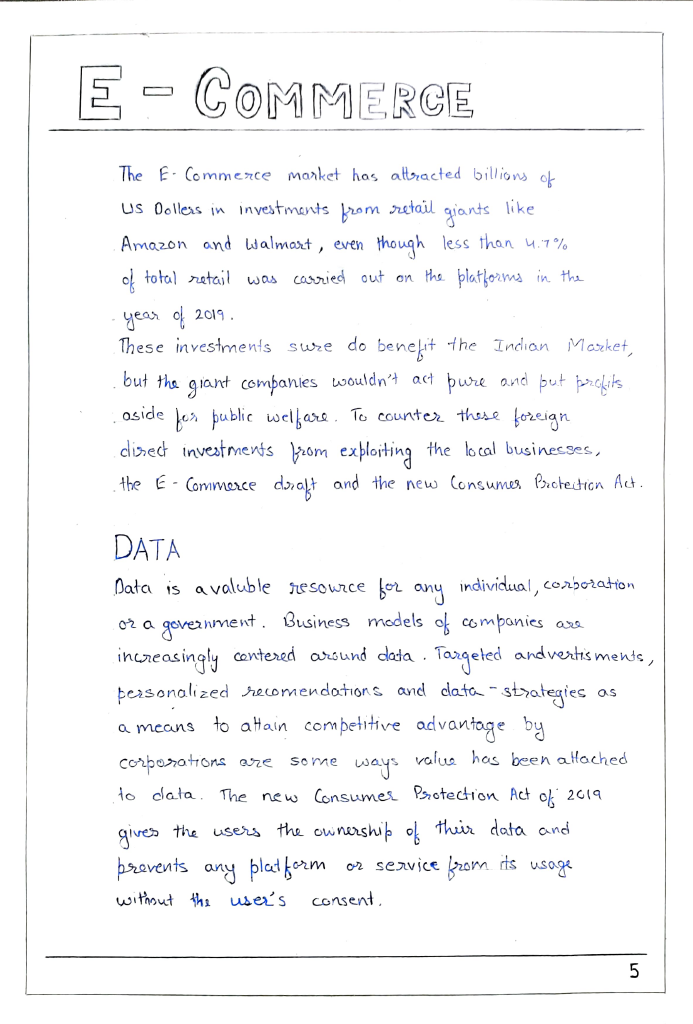 E - COMMERCE
The E- Commerce market has attracted billions of
US Dollers in investments from retail giants like
Amazon and Walmart, even though less than 4.7%
of total retail was carried out on the platforms in the
year of 2019.
These investments sure do benefit the Indian Market,
but the giant companies wouldn't act pure and put profits
aside for public welfare. To counter these foreign
direct investments from exploiting the local businesses,
the E - Commerce draft and the new Consumer Protection Act.
DATA
Data is a valuble resource for any individual, corporation
or a government. Business models of companies are
increasingly centered around data. Targeted andvertisments,
personalized recomendations and data - strategies as
a means to attain competitive advantage by
corporations are some ways value has been attached
to data. The new Consumer Protection Act of 2019
gives the users the ownership of their data and
prevents any platform or service from its usage
without the user's consent.
5